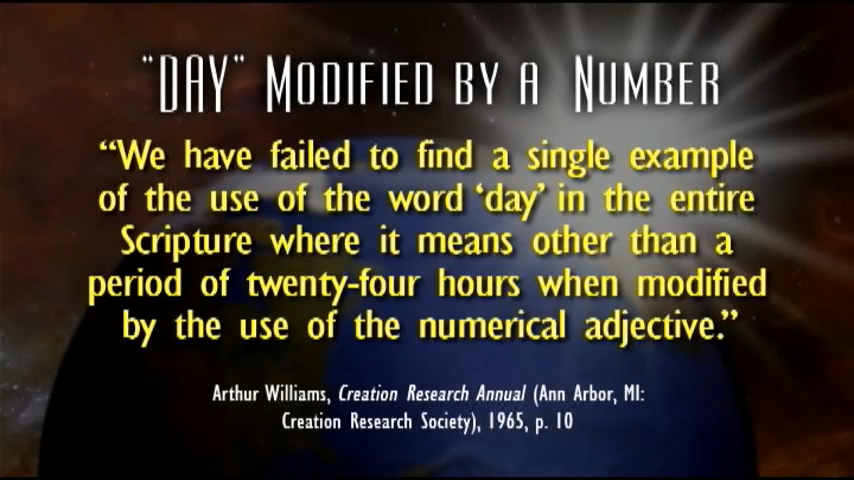 "DAY" MODIFIED BY A NUMBER
“We have failed to find a single example
of the use of the word ‘day’ in the entire
Scripture where it means other than a
period of twenty-four hours when modified
by the use of the numerical adjective.”
Arthur Williams, Creation Research Annual (Ann Arbor, MI:
Creation Research Society), 1965, p. 10